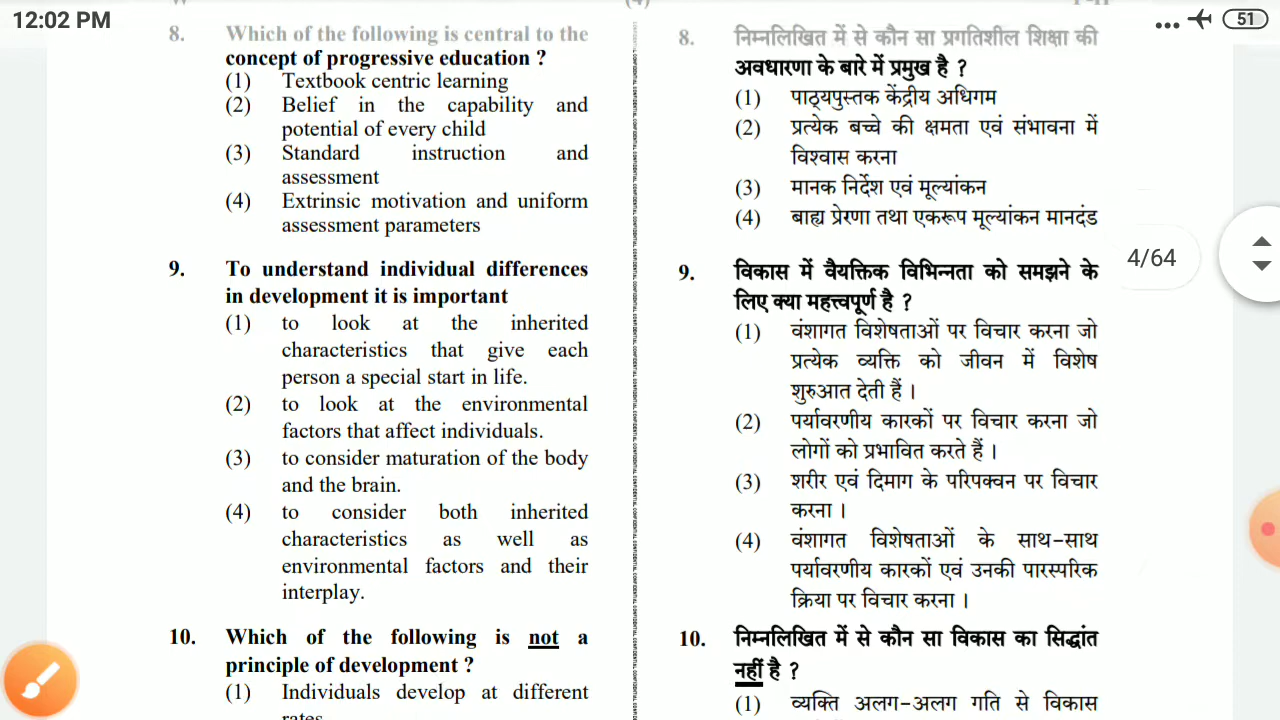 12:02 PM
51
8. Which of the following is central to the
concept of progressive education ?
(1) Textbook centric learning
(2) Belief in the capability and
potential of every child
(3) Standard instruction and
assessment
(4) Extrinsic motivation and uniform
assessment parameters
9. To understand individual differences
in development it is important
(1) to look at the inherited
characteristics that give each
person a special start in life.
(2) to look at the environmental
factors that affect individuals.
(3) to consider maturation of the body
and the brain.
(4) to consider both inherited
characteristics as well as
environmental factors and their
interplay.
10. Which of the following is not a
principle of development ?
(1) Individuals develop at different
8. निम्नलिखित में से कौन सा प्रगतिशील शिक्षा की
अवधारणा के बारे में प्रमुख है ?
(1) पाठ्यपुस्तक केंद्रीय अधिगम
(2) प्रत्येक बच्चे की क्षमता एवं संभावना में
विश्वास करना
(3) मानक निर्देश एवं मूल्यांकन
(4) बाह्य प्रेरणा तथा एकरूप मूल्यांकन मानदंड
9. विकास में वैयक्तिक विभिन्नता को समझने के
लिए क्या महत्त्वपूर्ण है ?
(1) वंशागत विशेषताओं पर विचार करना जो
प्रत्येक व्यक्ति को जीवन में विशेष
शुरुआत देती हैं ।
(2) पर्यावरणीय कारकों पर विचार करना जो
लोगों को प्रभावित करते हैं ।
(3) शरीर एवं दिमाग के परिपक्वन पर विचार
करना ।
(4) वंशागत विशेषताओं के साथ-साथ
पर्यावरणीय कारकों एवं उनकी पारस्परिक
क्रिया पर विचार करना ।
10. निम्नलिखित में से कौन सा विकास का सिद्धांत
नहीं है ?
(1) व्यक्ति अलग-अलग गति से विकास
4/64